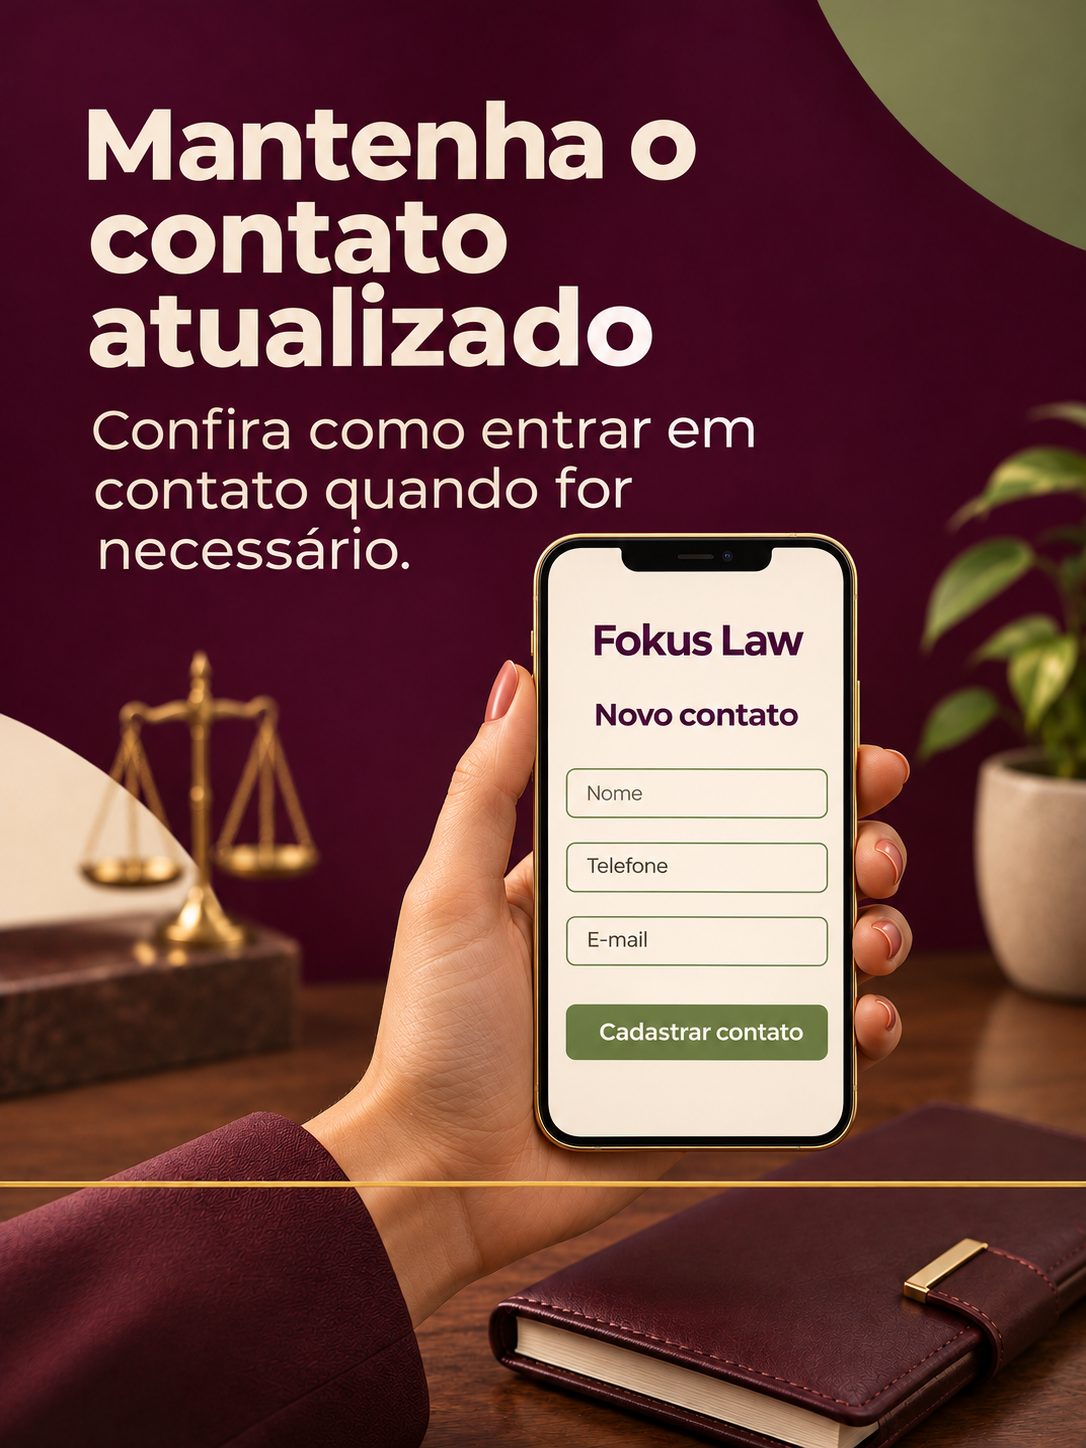 Mantenha o
contato
atualizado
Confira como entrar em
contato quando for
necessário.
Fokus Law
Novo contato
Nome
Telefone
E-mail
Cadastrar contato